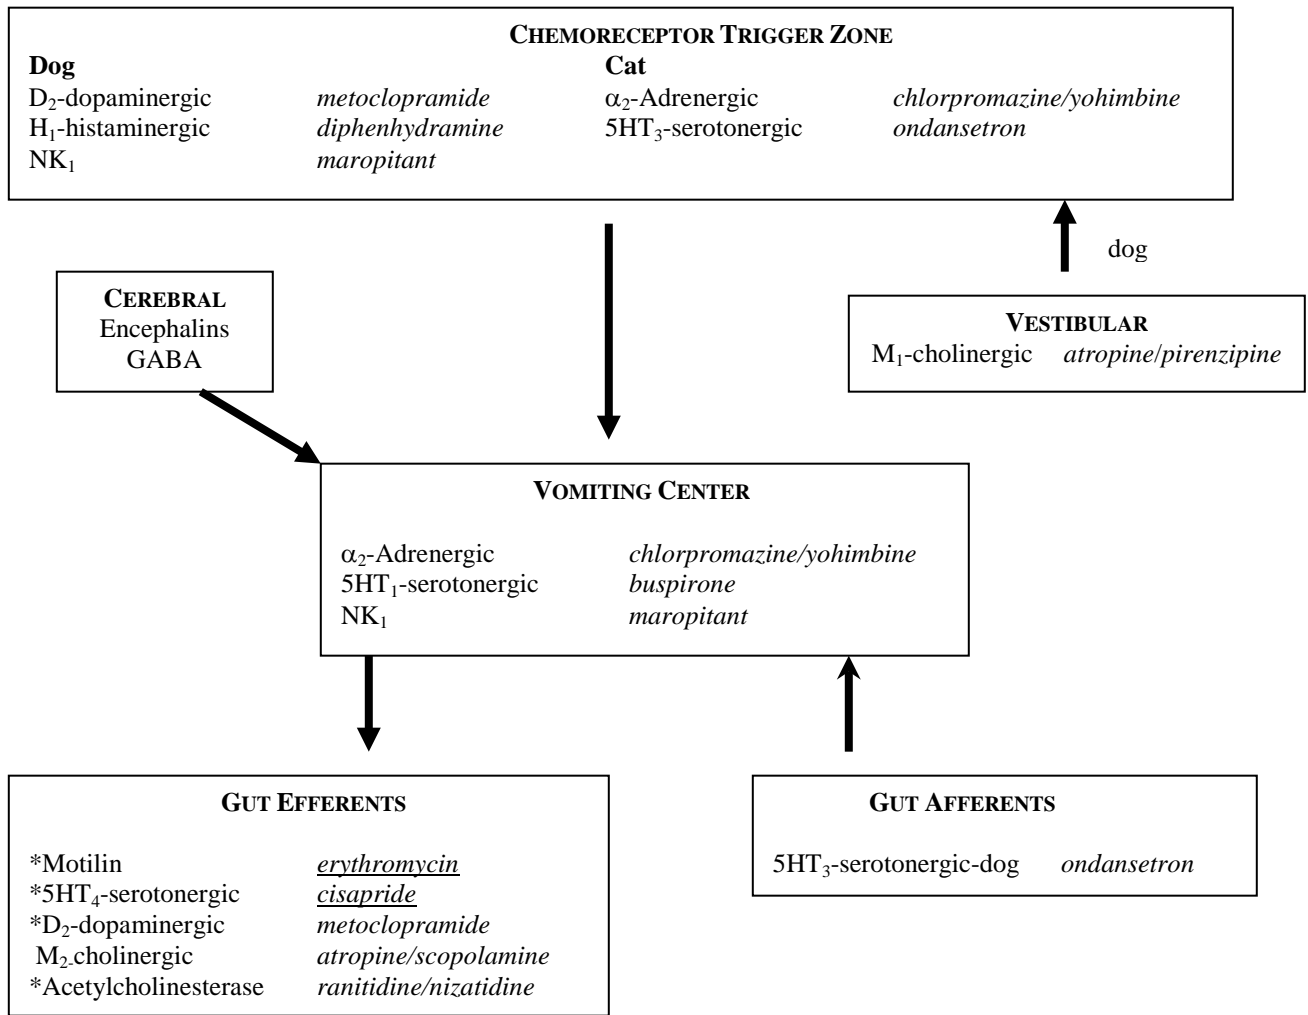 CHEMORECEPTOR TRIGGER ZONE
Dog Cat
D₂-dopaminergic metoclopramide α₂-Adrenergic chlorpromazine/yohimbine
H₁-histaminergic diphenhydramine 5HT₃-serotonergic ondansetron
NK₁ maropitant
dog
CEREBRAL
Encephalins
GABA
VESTIBULAR
M₁-cholinergic atropine/pirenzipine
VOMITING CENTER
α₂-Adrenergic chlorpromazine/yohimbine
5HT₁-serotonergic buspirone
NK₁ maropitant
GUT EFFERENTS
*Motilin erythromycin
*5HT₄-serotonergic cisapride
*D₂-dopaminergic metoclopramide
M₂-cholinergic atropine/scopolamine
*Acetylcholinesterase ranitidine/nizatidine
GUT AFFERENTS
5HT₃-serotonergic-dog ondansetron